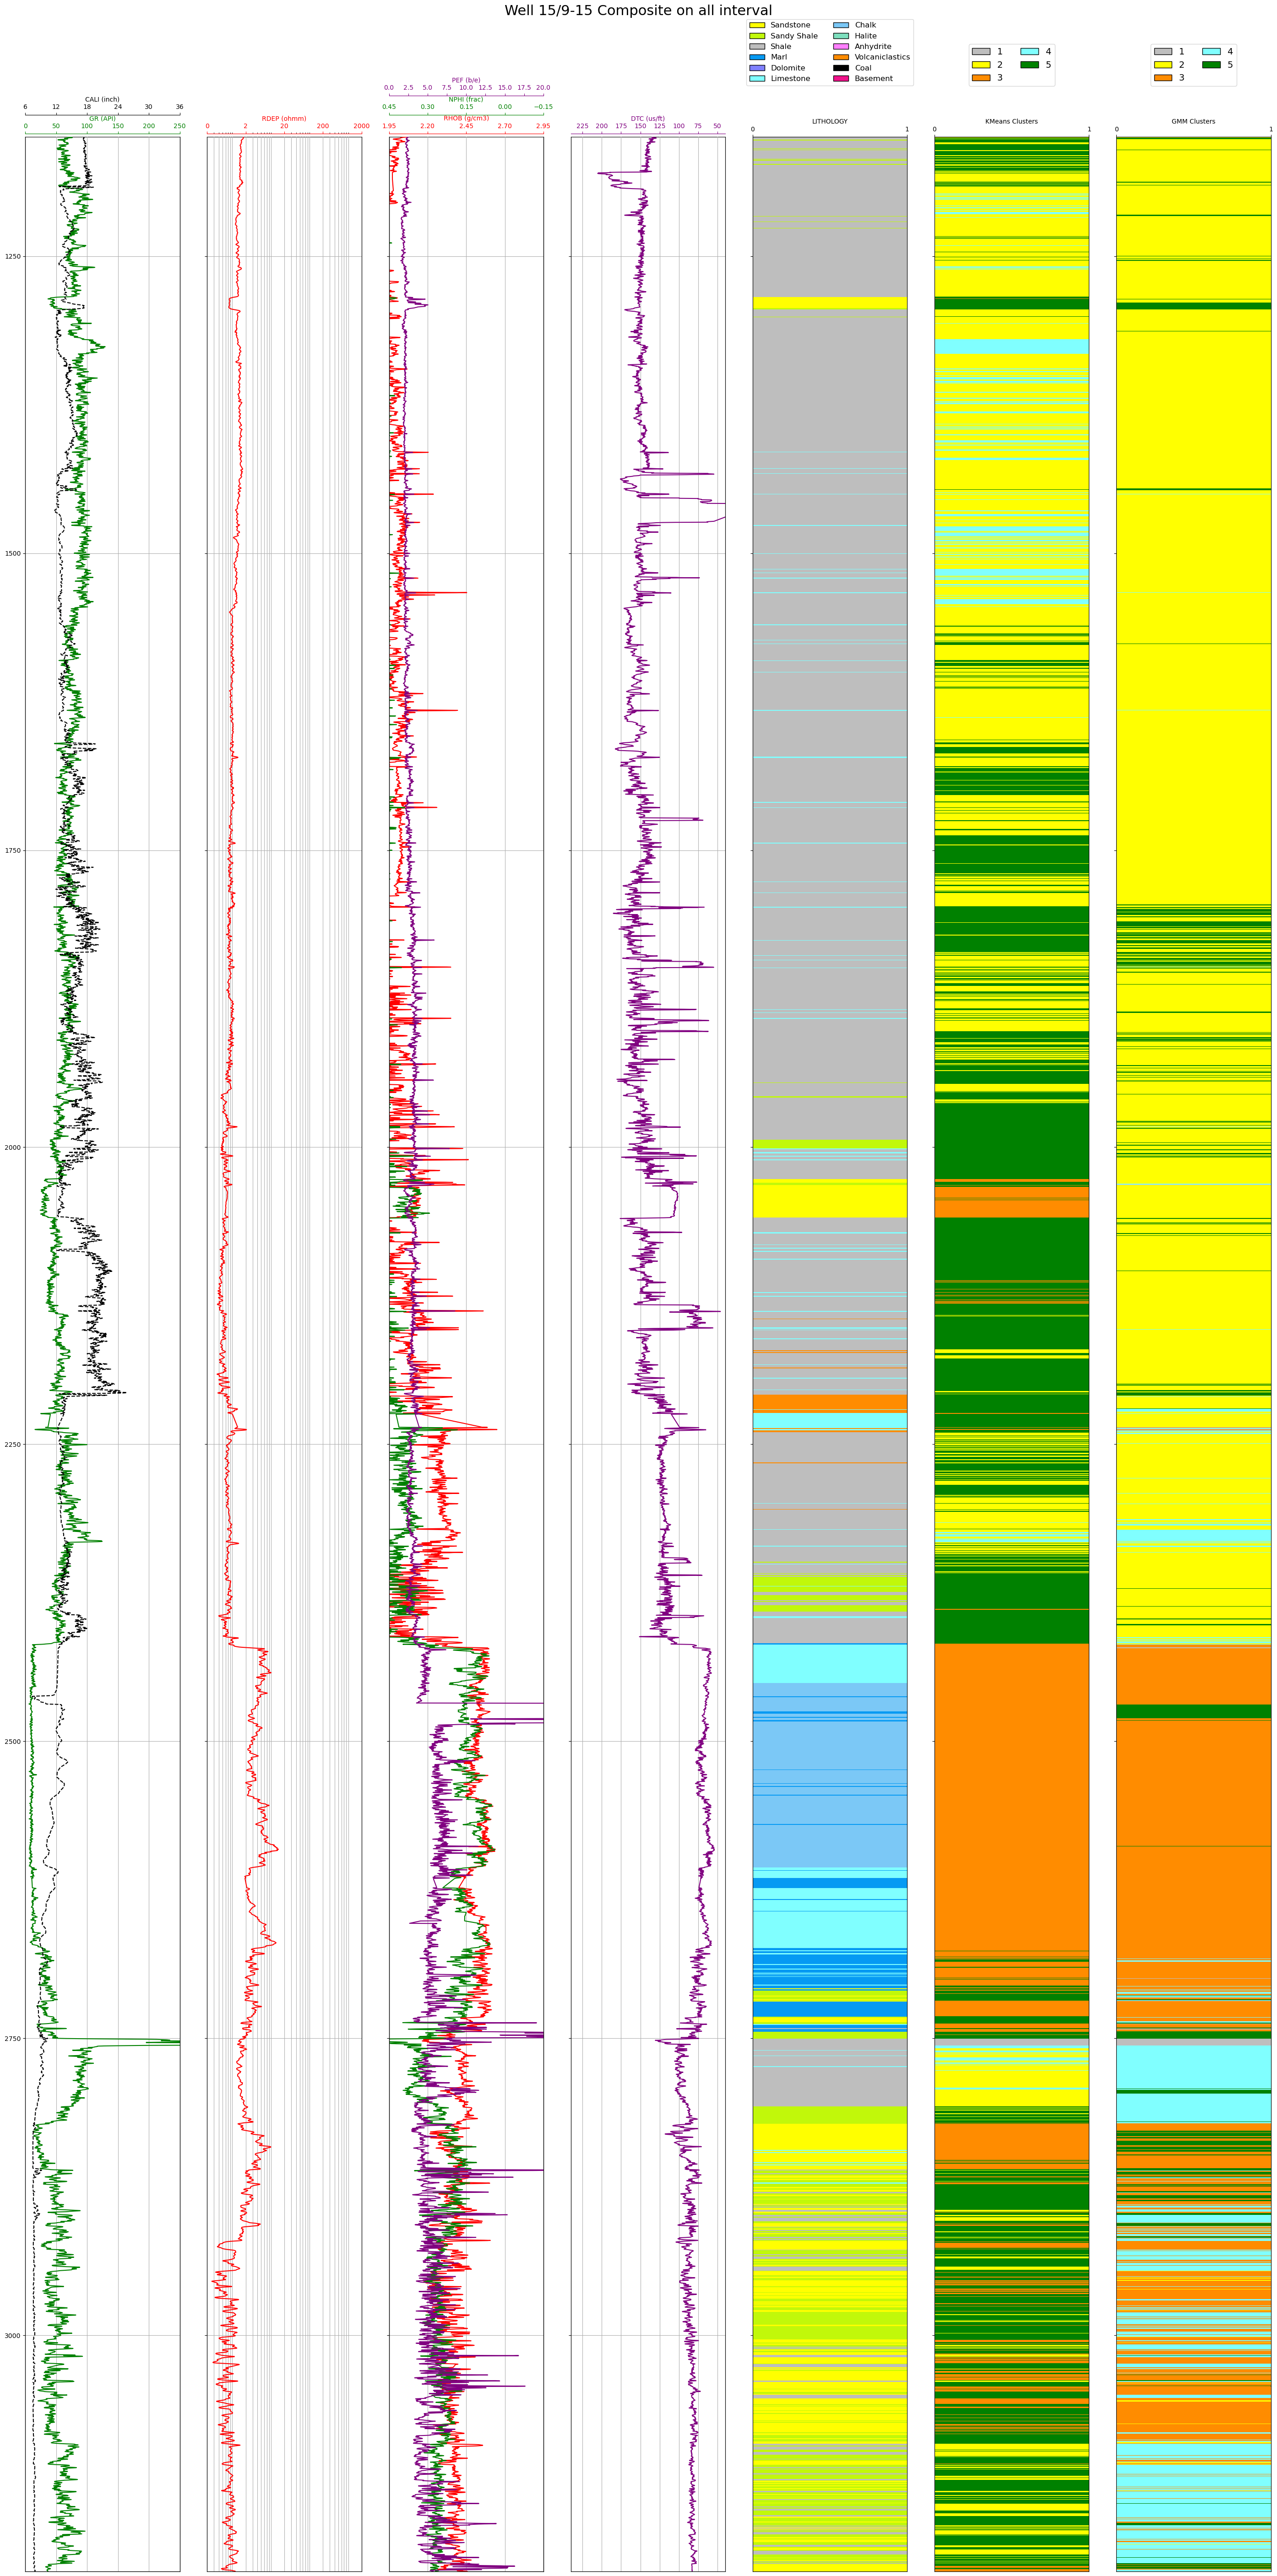 Well 15/9-15 Composite on all interval
Sandstone Chalk
Sandy Shale Halite
Shale Anhydrite
Marl Volcaniclastics
Dolomite Coal
Limestone Basement
1 4
2 5
3
1 4
2 5
3
PEF (b/e)
0.0 2.5 5.0 7.5 10.0 12.5 15.0 17.5 20.0
CALI (inch)
6 12 18 24 30 36
NPHI (frac)
0.45 0.30 0.15 0.00 −0.15
GR (API)
0 50 100 150 200 250
RDEP (ohmm)
0 2 20 200 2000
RHOB (g/cm3)
1.95 2.20 2.45 2.70 2.95
DTC (us/ft)
225 200 175 150 125 100 75 50
LITHOLOGY
0 1
KMeans Clusters
0 1
GMM Clusters
0 1
1250
1500
1750
2000
2250
2500
2750
3000